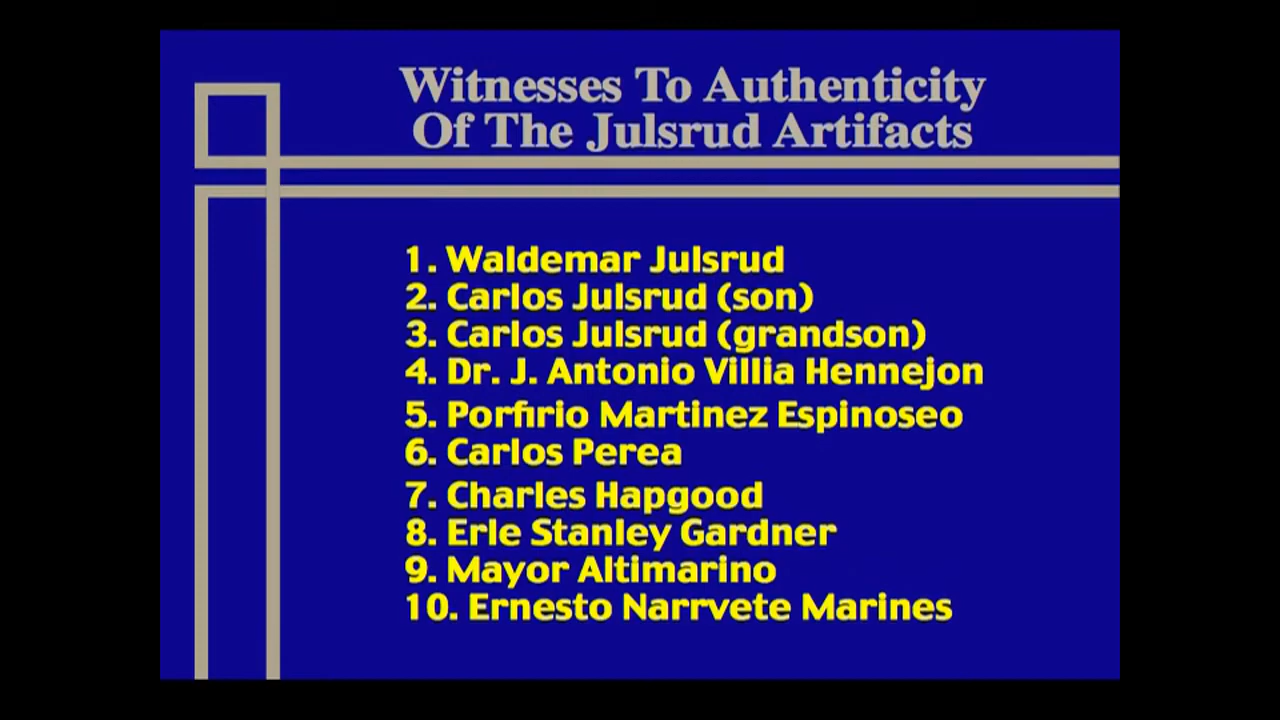 Witnesses To Authenticity
Of The Julsrud Artifacts
1. Waldemar Julsrud
2. Carlos Julsrud (son)
3. Carlos Julsrud (grandson)
4. Dr. J. Antonio Villia Hennejon
5. Porfirio Martinez Espinoseo
6. Carlos Perea
7. Charles Hapgood
8. Erle Stanley Gardner
9. Mayor Altimarino
10. Ernesto Narrvete Marines